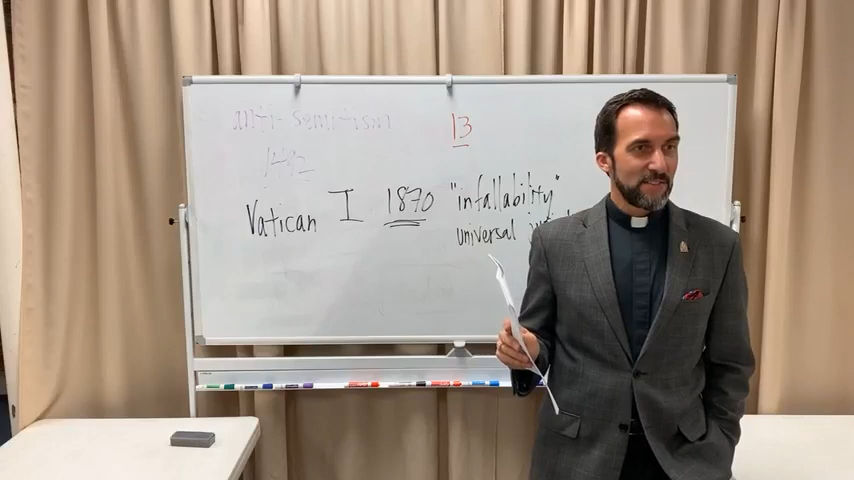 anti-semitism
13
1492
Vatican I 1870 "infallability"
universal